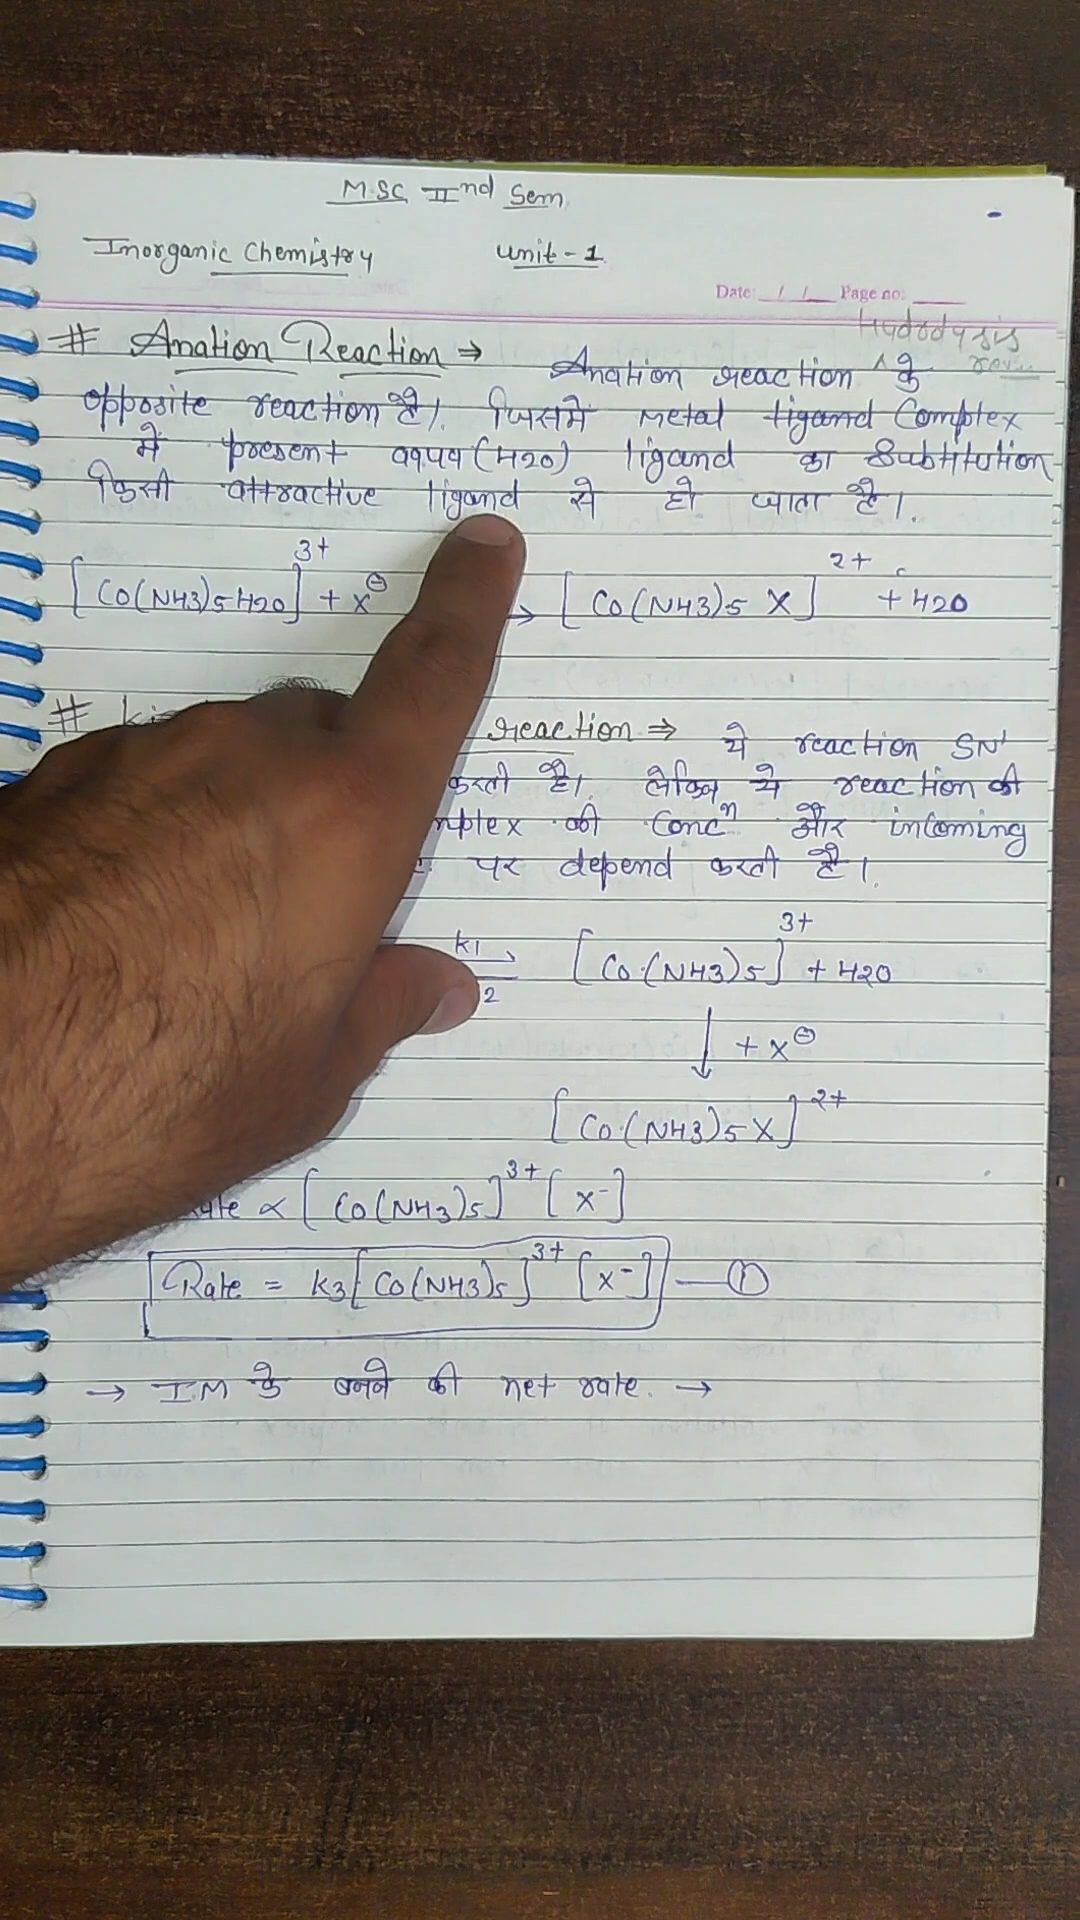 M.SC IInd Sem.
Inorganic Chemistry unit-1
Date: / / Page no:
Hydrolysis
# Anation Reaction ⇒ Anation reaction ^ के
opposite reaction है। जिसमें metal ligand Complex
में present aqua (H2O) ligand का Substitution
किसी attractive ligand से हो जाता है।
[Co(NH3)5H2O]3+ + X⊖ → [Co(NH3)5 X]2+ + H2O
# reaction ⇒ ये reaction SN1
करती है। लेकिन ये reaction की
की Concn और incoming
पर depend करती है।
k1 [Co(NH3)5]3+ + H2O
2
↓ + X⊖
[Co(NH3)5X]2+
∝ [Co(NH3)5]3+ [X-]
Rate = k3[Co(NH3)5]3+ [X-] —①
→ I.M के बनने की net rate. →